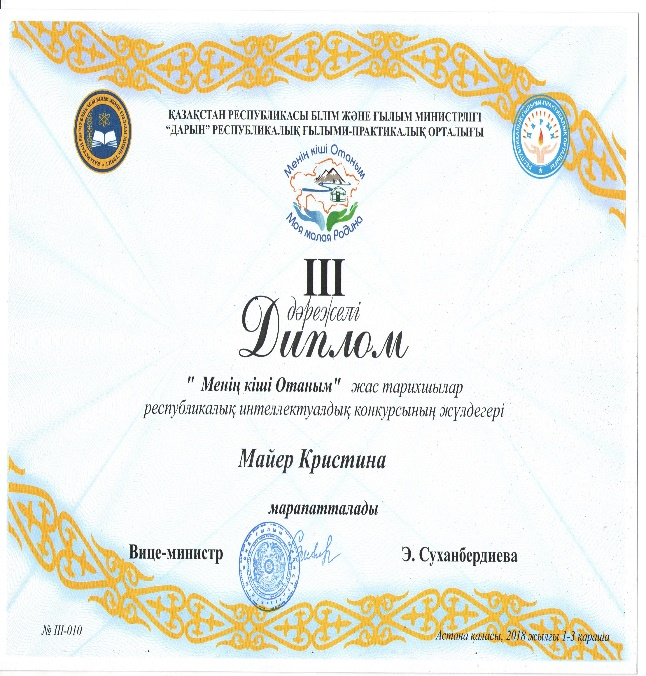 ҚАЗАҚСТАН РЕСПУБЛИКАСЫ БІЛІМ ЖӘНЕ ҒЫЛЫМ МИНИСТРЛІГІ
"ДАРЫН" РЕСПУБЛИКАЛЫҚ ҒЫЛЫМИ-ПРАКТИКАЛЫҚ ОРТАЛЫҒЫ
Менің кіші Отаным
Моя малая Родина
III
дәрежелі
Диплом
" Менің кіші Отаным" жас тарихшылар
республикалық интеллектуалдық конкурсының жүлдегері
Майер Кристина
марапатталады
Вице-министр Э. Суханбердиева
№ III-010
Астана қаласы, 2018 жылғы 1-3 қараша